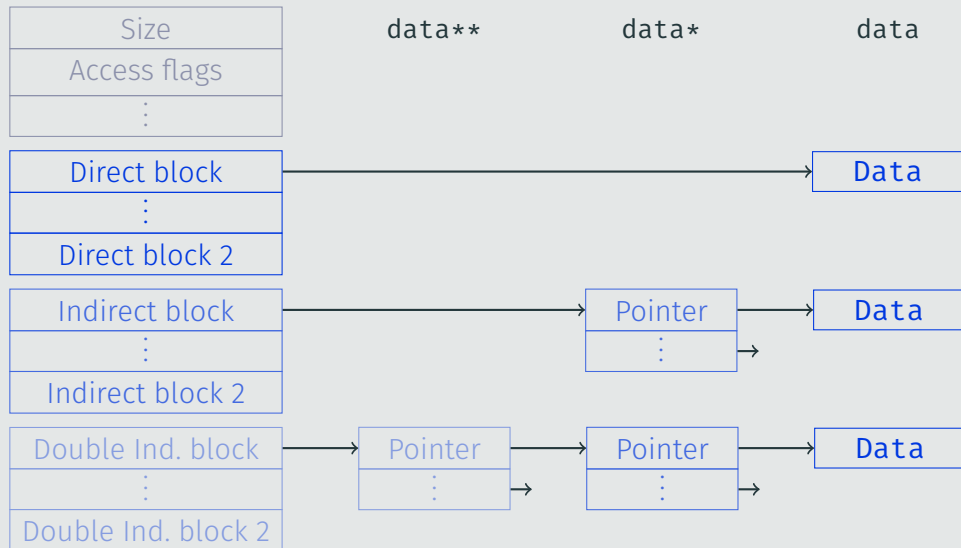 Size data** data* data
Access flags
⋮
Direct block Data
⋮
Direct block 2
Indirect block Pointer Data
⋮ ⋮
Indirect block 2
Double Ind. block Pointer Pointer Data
⋮ ⋮ ⋮
Double Ind. block 2